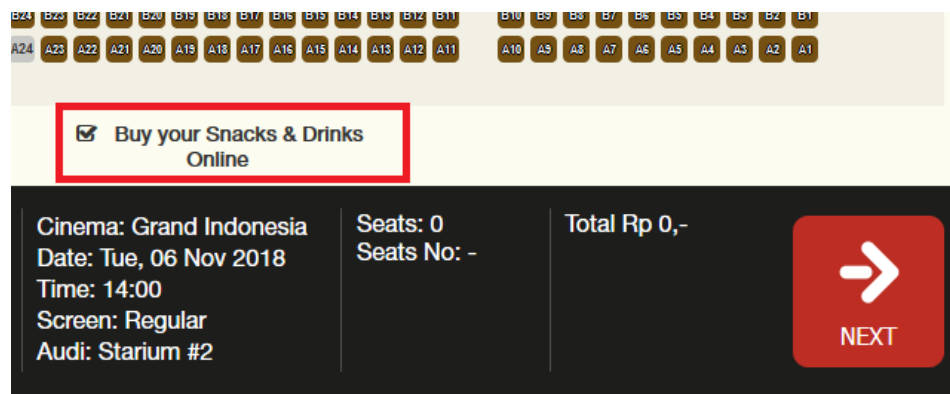 B24 B23 B22 B21 B20 B19 B18 B17 B16 B15 B14 B13 B12 B11 B10 B9 B8 B7 B6 B5 B4 B3 B2 B1
A24 A23 A22 A21 A20 A19 A18 A17 A16 A15 A14 A13 A12 A11 A10 A9 A8 A7 A6 A5 A4 A3 A2 A1
Buy your Snacks & Drinks
Online
Cinema: Grand Indonesia
Date: Tue, 06 Nov 2018
Time: 14:00
Screen: Regular
Audi: Starium #2
Seats: 0
Seats No: -
Total Rp 0,-
NEXT